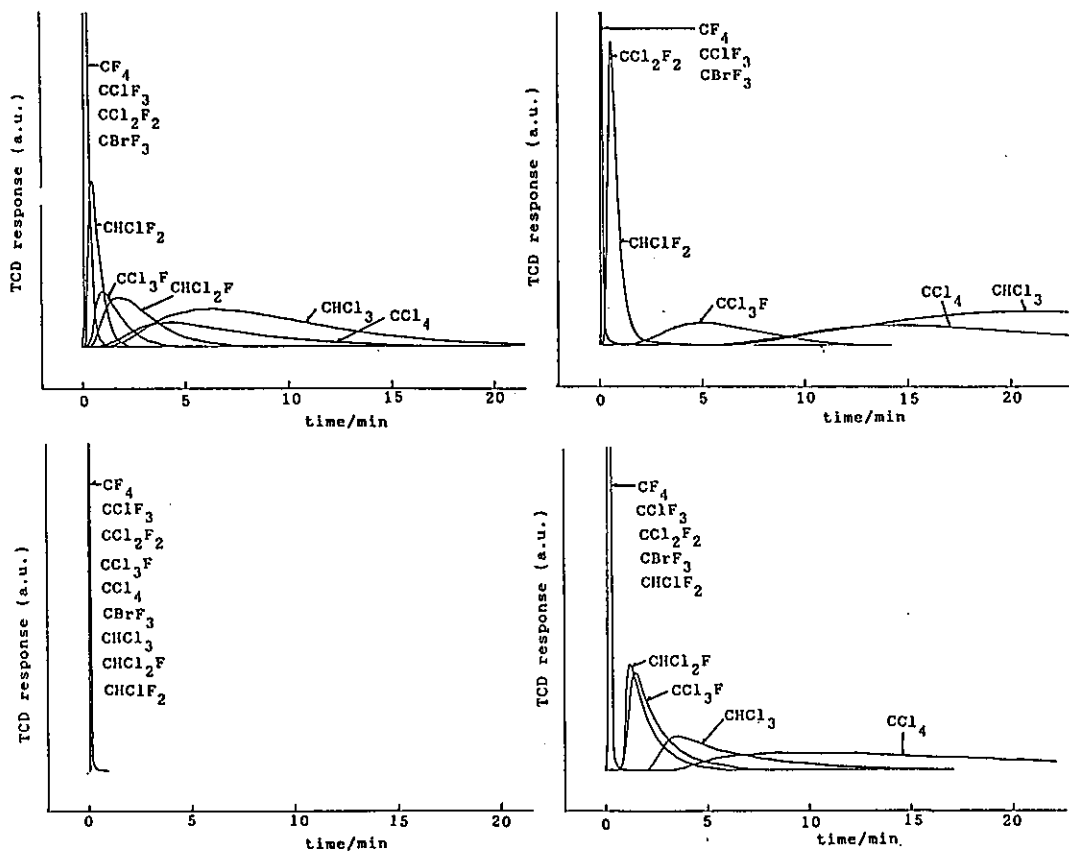 TCD response (a.u.)
CF4
CClF3
CCl2F2
CBrF3
CHClF2
CCl3F
CHCl2F
CHCl3
CCl4
0 5 10 15 20
time/min
TCD response (a.u.)
CF4
CCl2F2 CClF3
CBrF3
CHClF2
CCl3F
CCl4
CHCl3
0 5 10 15 20
time/min
TCD response (a.u.)
CF4
CClF3
CCl2F2
CCl3F
CCl4
CBrF3
CHCl3
CHCl2F
CHClF2
0 5 10 15 20
time/min
TCD response (a.u.)
CF4
CClF3
CCl2F2
CBrF3
CHClF2
CHCl2F
CCl3F
CHCl3
CCl4
0 5 10 15 20
time/min